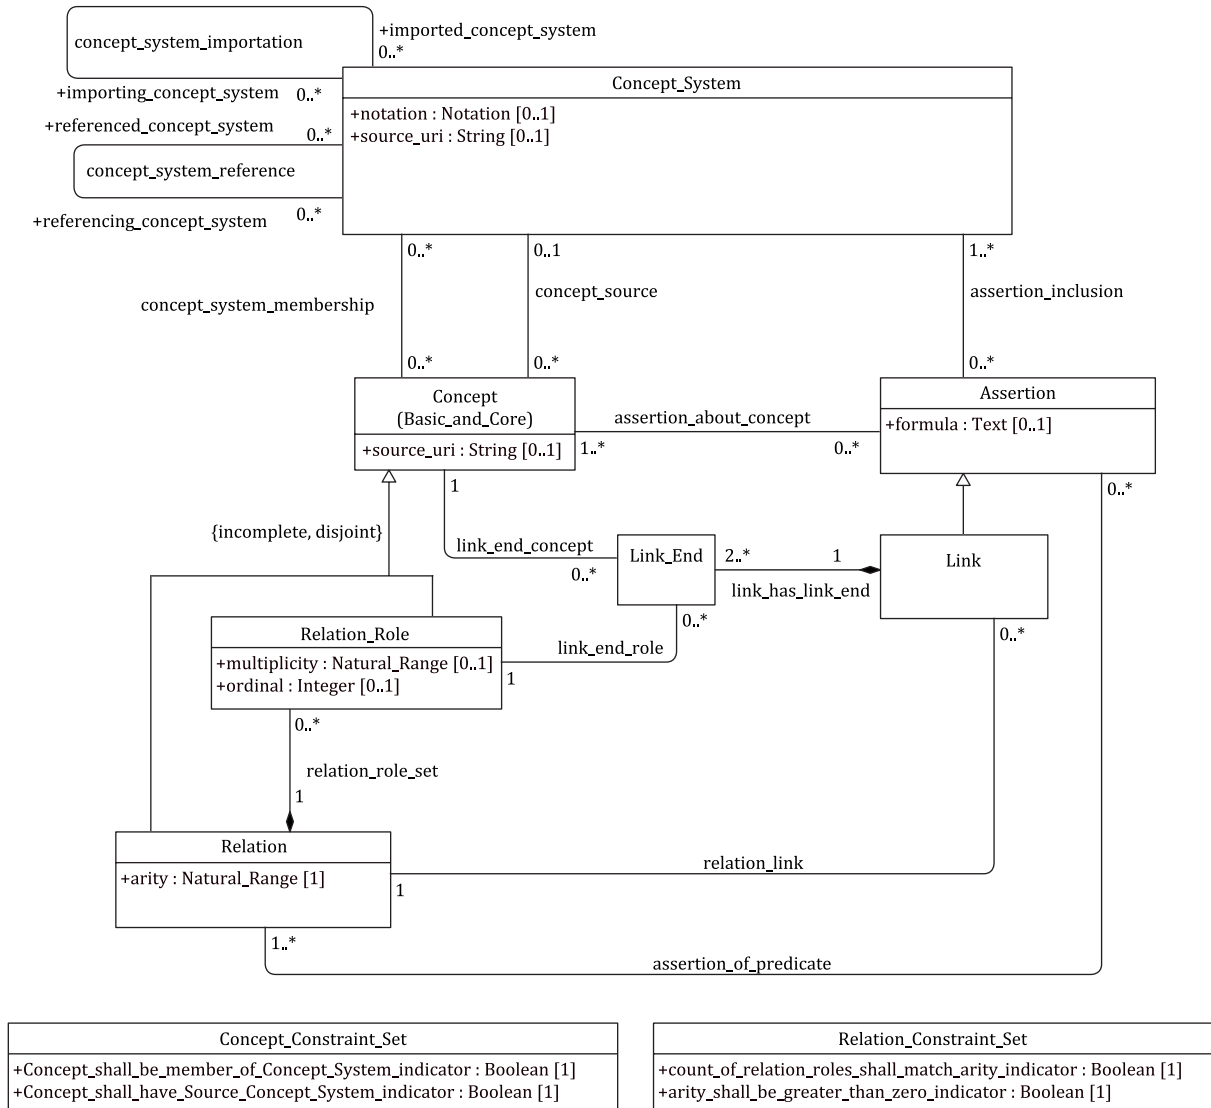 +imported_concept_system
concept_system_importation
0..*
Concept_System
+importing_concept_system 0..*
+notation : Notation [0..1]
+referenced_concept_system 0..*
+source_uri : String [0..1]
concept_system_reference
+referencing_concept_system 0..*
0..*
0..1
1..*
concept_system_membership
concept_source
assertion_inclusion
0..*
0..*
0..*
Concept
(Basic_and_Core)
+source_uri : String [0..1]
Assertion
+formula : Text [0..1]
assertion_about_concept
1..*
0..*
1
0..*
{incomplete, disjoint}
link_end_concept
0..*
Link_End
2..*
1
link_has_link_end
Link
0..*
0..*
Relation_Role
+multiplicity : Natural_Range [0..1]
+ordinal : Integer [0..1]
link_end_role
1
0..*
relation_role_set
1
Relation
+arity : Natural_Range [1]
relation_link
1
1..*
assertion_of_predicate
Concept_Constraint_Set
+Concept_shall_be_member_of_Concept_System_indicator : Boolean [1]
+Concept_shall_have_Source_Concept_System_indicator : Boolean [1]
Relation_Constraint_Set
+count_of_relation_roles_shall_match_arity_indicator : Boolean [1]
+arity_shall_be_greater_than_zero_indicator : Boolean [1]